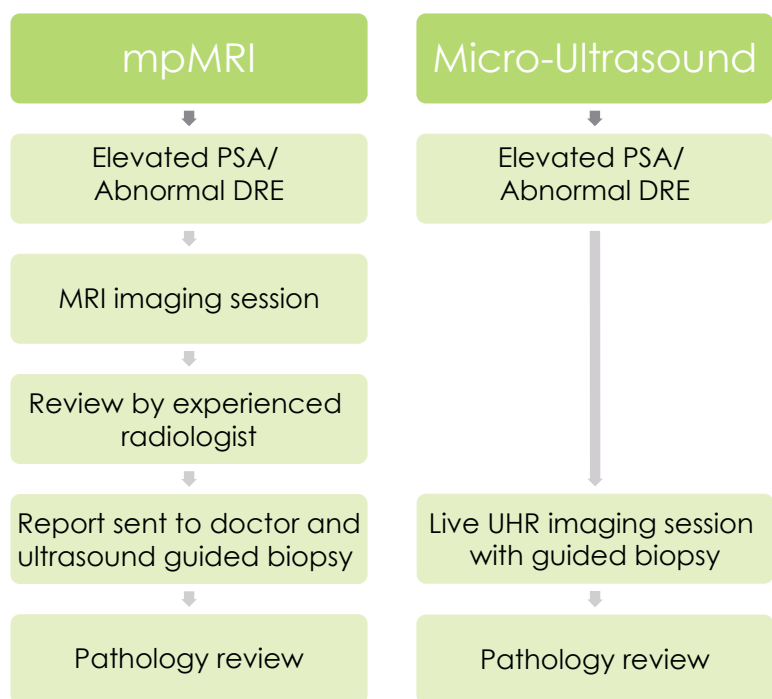 mpMRI
Elevated PSA/
Abnormal DRE
MRI imaging session
Review by experienced
radiologist
Report sent to doctor and
ultrasound guided biopsy
Pathology review
Micro-Ultrasound
Elevated PSA/
Abnormal DRE
Live UHR imaging session
with guided biopsy
Pathology review